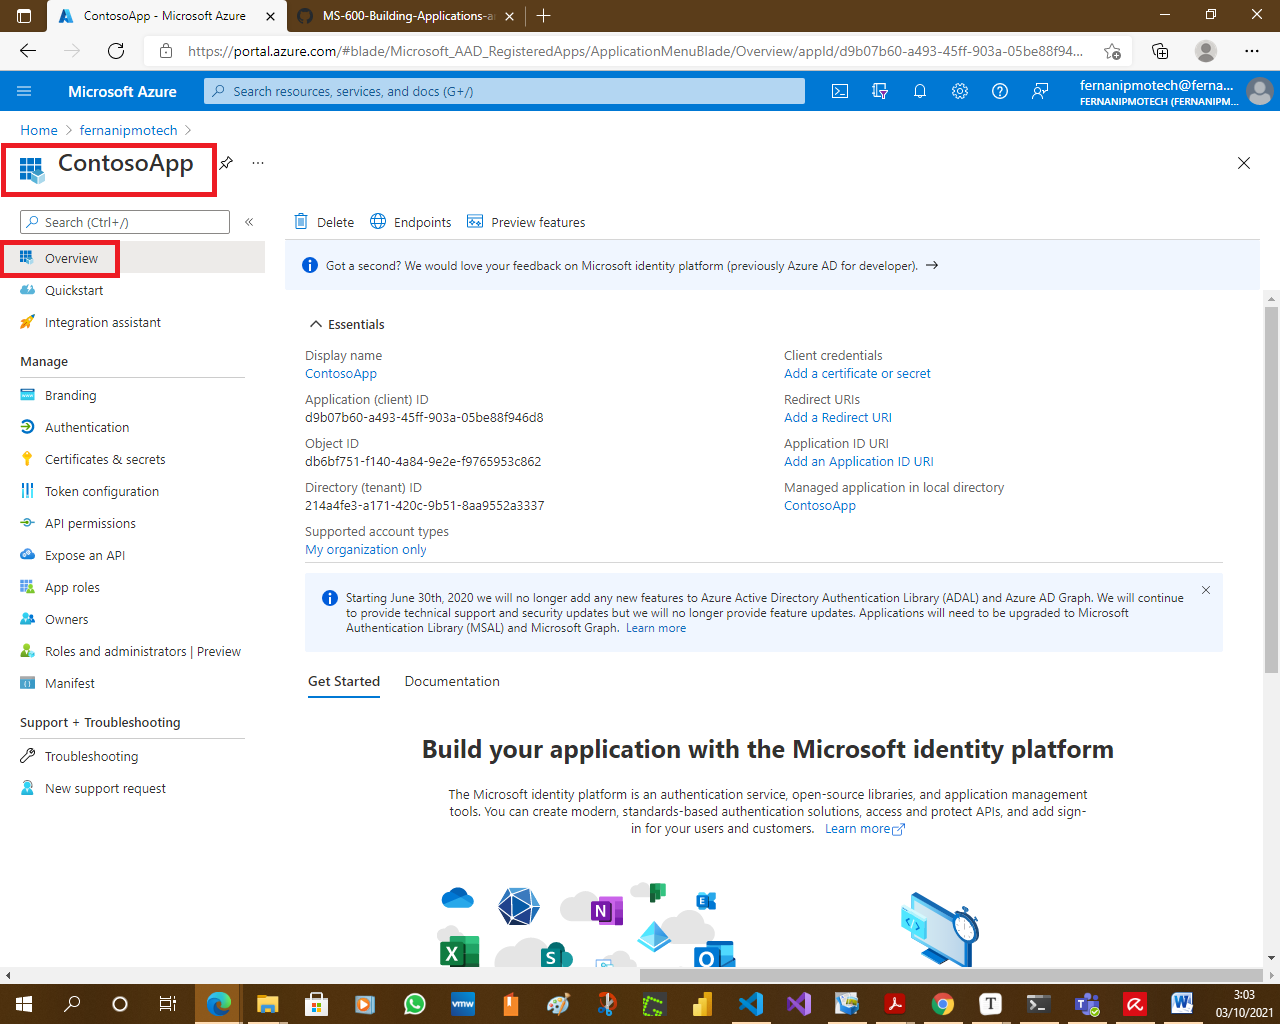 ContosoApp - Microsoft Azure
MS-600-Building-Applications-a
https://portal.azure.com/#blade/Microsoft_AAD_RegisteredApps/ApplicationMenuBlade/Overview/appId/d9b07b60-a493-45ff-903a-05be88f94...
Microsoft Azure
Search resources, services, and docs (G+/)
fernanipmotech@ferna...
FERNANIPMOTECH (FERNANIPM...
Home > fernanipmotech >
ContosoApp
Search (Ctrl+/)
Delete
Endpoints
Preview features
Overview
Got a second? We would love your feedback on Microsoft identity platform (previously Azure AD for developer). →
Quickstart
Integration assistant
Manage
Branding
Authentication
Certificates & secrets
Token configuration
API permissions
Expose an API
App roles
Owners
Roles and administrators | Preview
Manifest
Support + Troubleshooting
Troubleshooting
New support request
Essentials
Display name
ContosoApp
Application (client) ID
d9b07b60-a493-45ff-903a-05be88f946d8
Object ID
db6bf751-f140-4a84-9e2e-f9765953c862
Directory (tenant) ID
214a4fe3-a171-420c-9b51-8aa9552a3337
Supported account types
My organization only
Client credentials
Add a certificate or secret
Redirect URIs
Add a Redirect URI
Application ID URI
Add an Application ID URI
Managed application in local directory
ContosoApp
Starting June 30th, 2020 we will no longer add any new features to Azure Active Directory Authentication Library (ADAL) and Azure AD Graph. We will continue
to provide technical support and security updates but we will no longer provide feature updates. Applications will need to be upgraded to Microsoft
Authentication Library (MSAL) and Microsoft Graph. Learn more
Get Started
Documentation
Build your application with the Microsoft identity platform
The Microsoft identity platform is an authentication service, open-source libraries, and application management
tools. You can create modern, standards-based authentication solutions, access and protect APIs, and add sign-
in for your users and customers. Learn more
3:03
03/10/2021